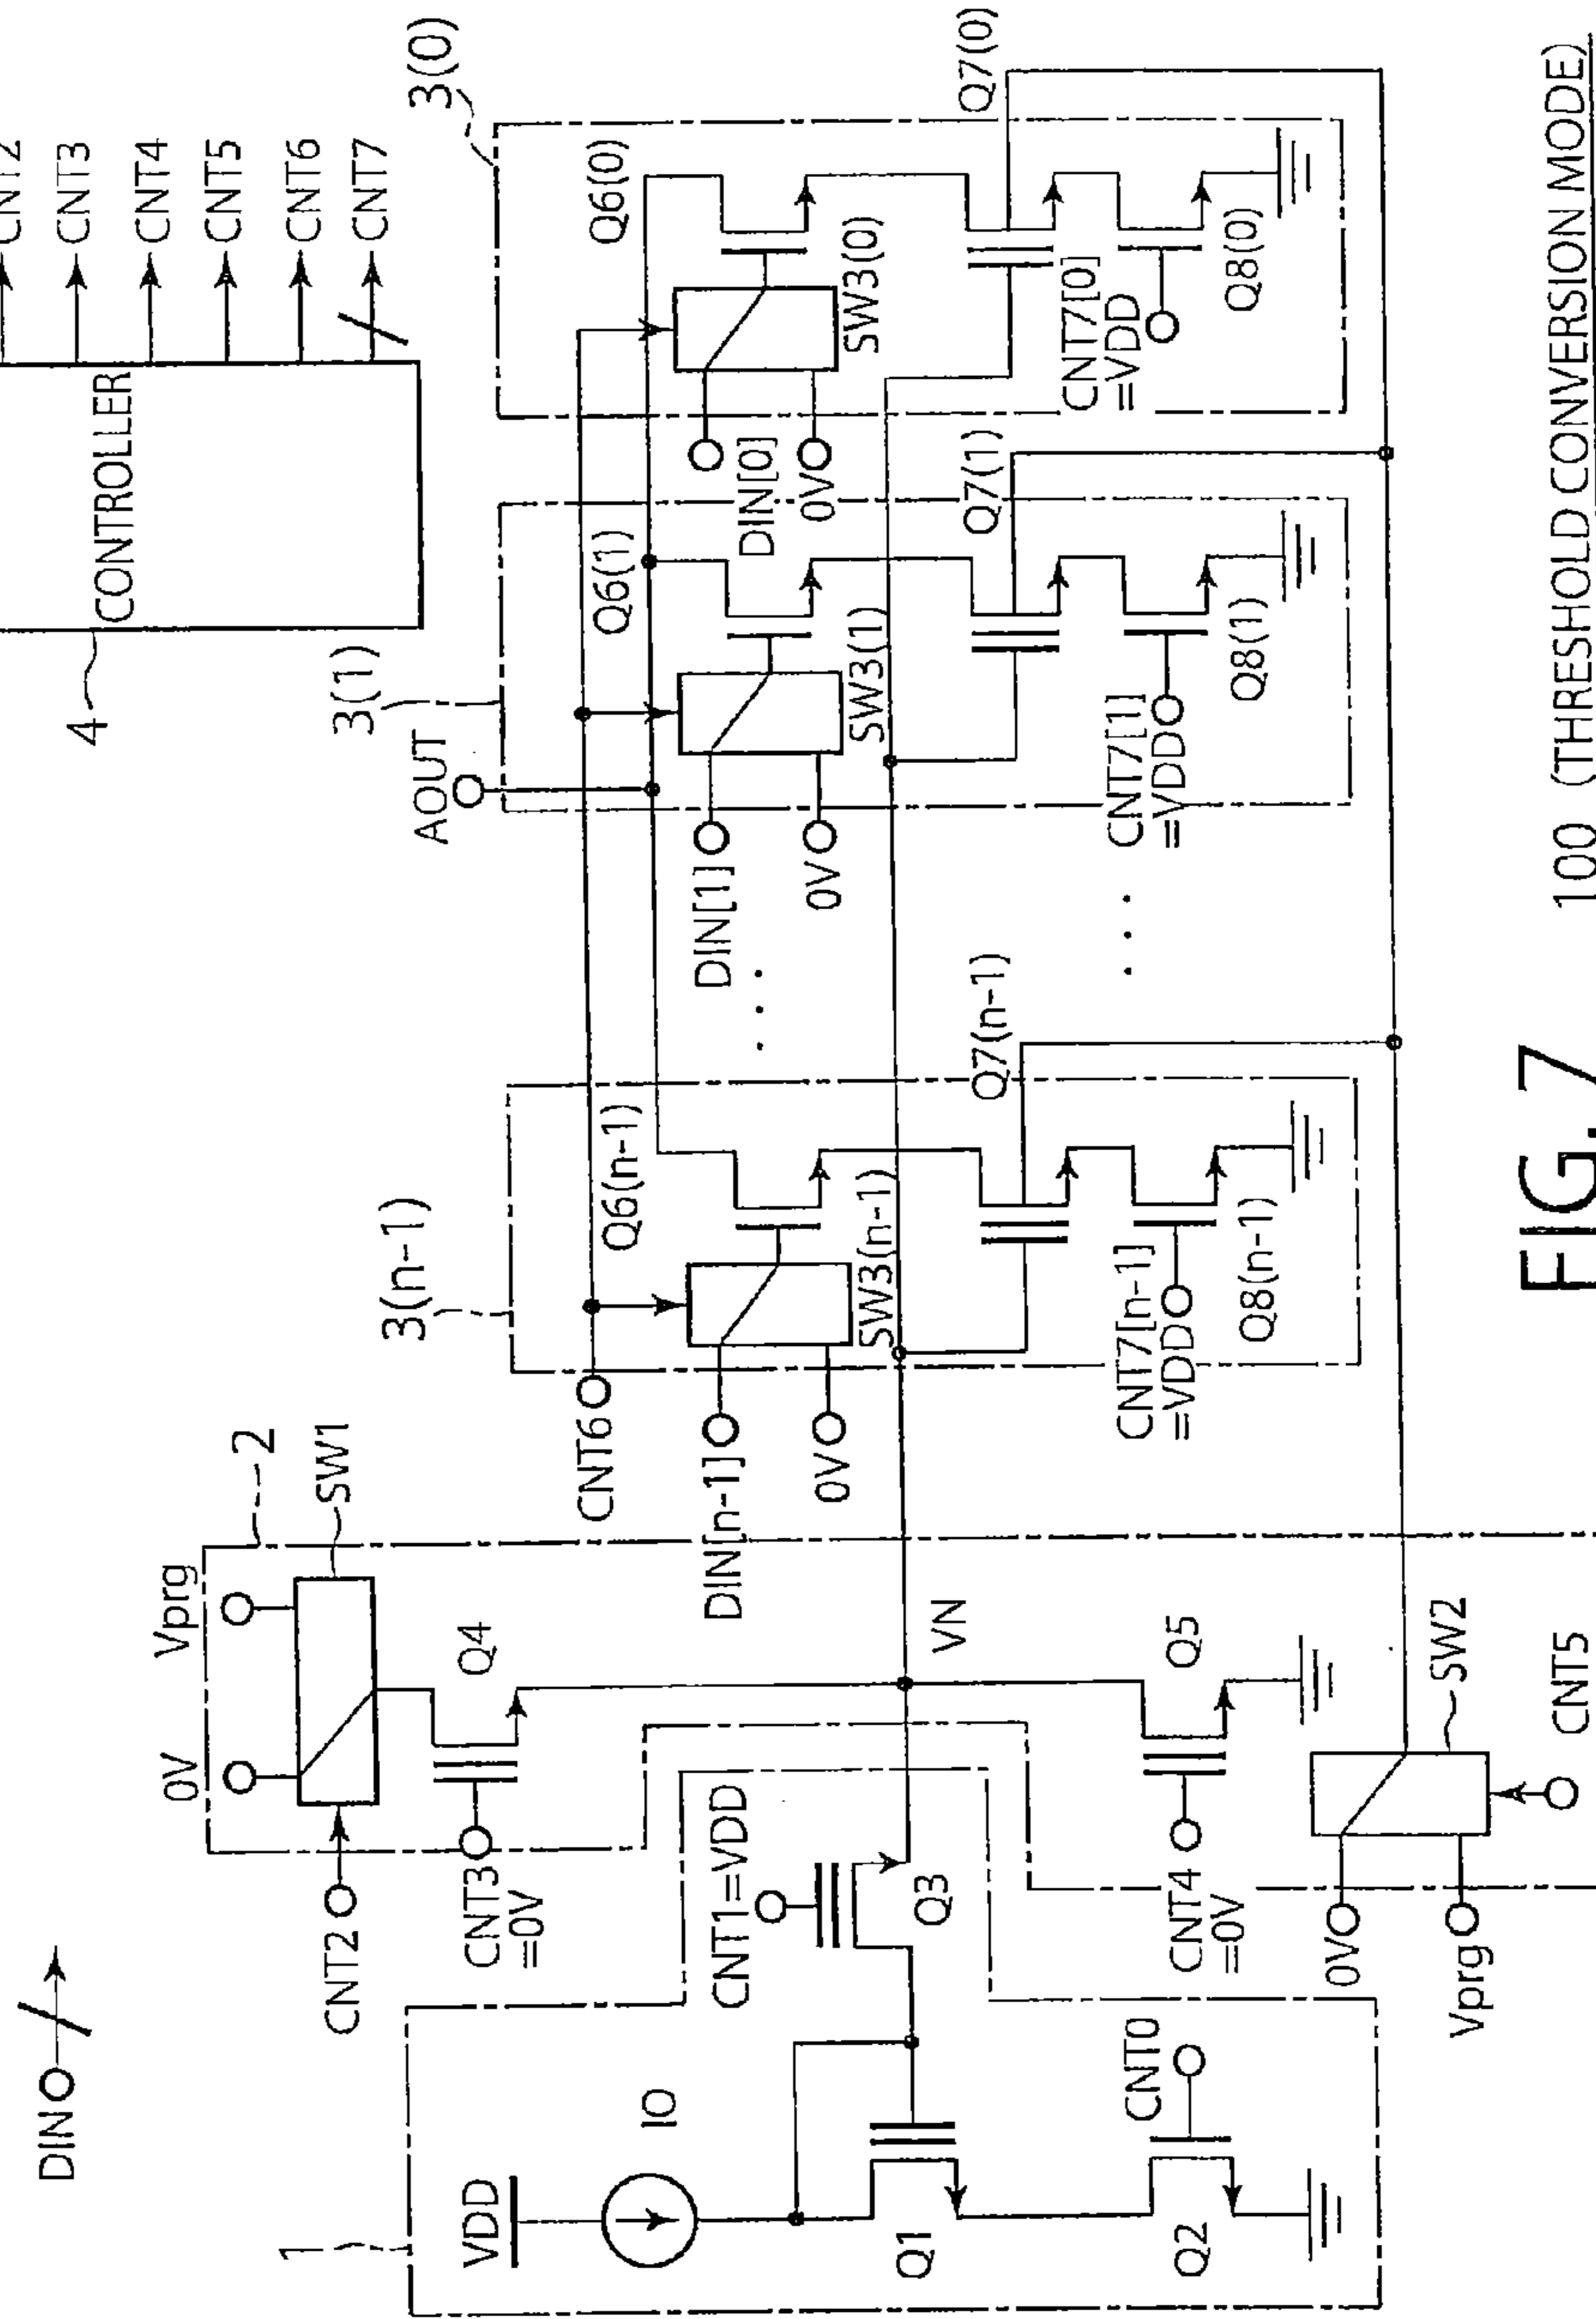 DIN
4
CONTROLLER
CNT2
CNT3
CNT4
CNT5
CNT6
CNT7
1
VDD
IO
Q1
Q2
CNT0
CNT1=VDD
Q3
2
0V
Vprg
SW1
CNT2
CNT3
=0V
Q4
VN
CNT4
=0V
Q5
0V
Vprg
SW2
CNT5
AOUT
CNT6
3(n-1)
Q6(n-1)
DIN[n-1]
0V
SW3(n-1)
Q7(n-1)
CNT7[n-1]
=VDD
Q8(n-1)
. . .
. . .
3(1)
Q6(1)
DIN[1]
0V
SW3(1)
Q7(1)
CNT7[1]
=VDD
Q8(1)
3(0)
Q6(0)
DIN[0]
0V
SW3(0)
Q7(0)
CNT7[0]
=VDD
Q8(0)
FIG. 7
100 (THRESHOLD CONVERSION MODE)